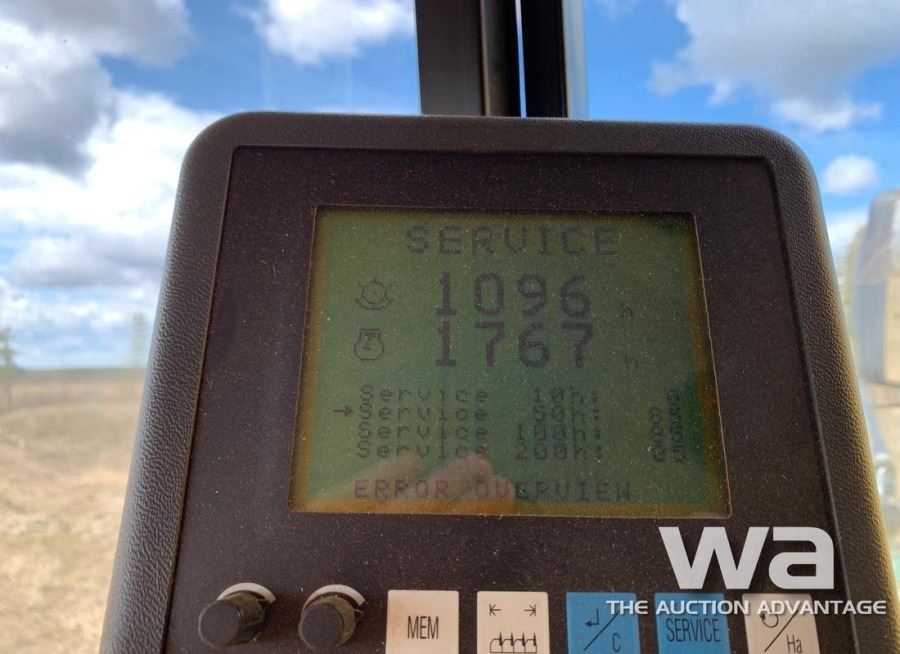 SERVICE
1096 h
1767 h
Service 10h:
→Service 50h:
Service 100h:
Service 200h:
ERROR OVERVIEW
MEM
C
SERVICE
Ha
wa
THE AUCTION ADVANTAGE